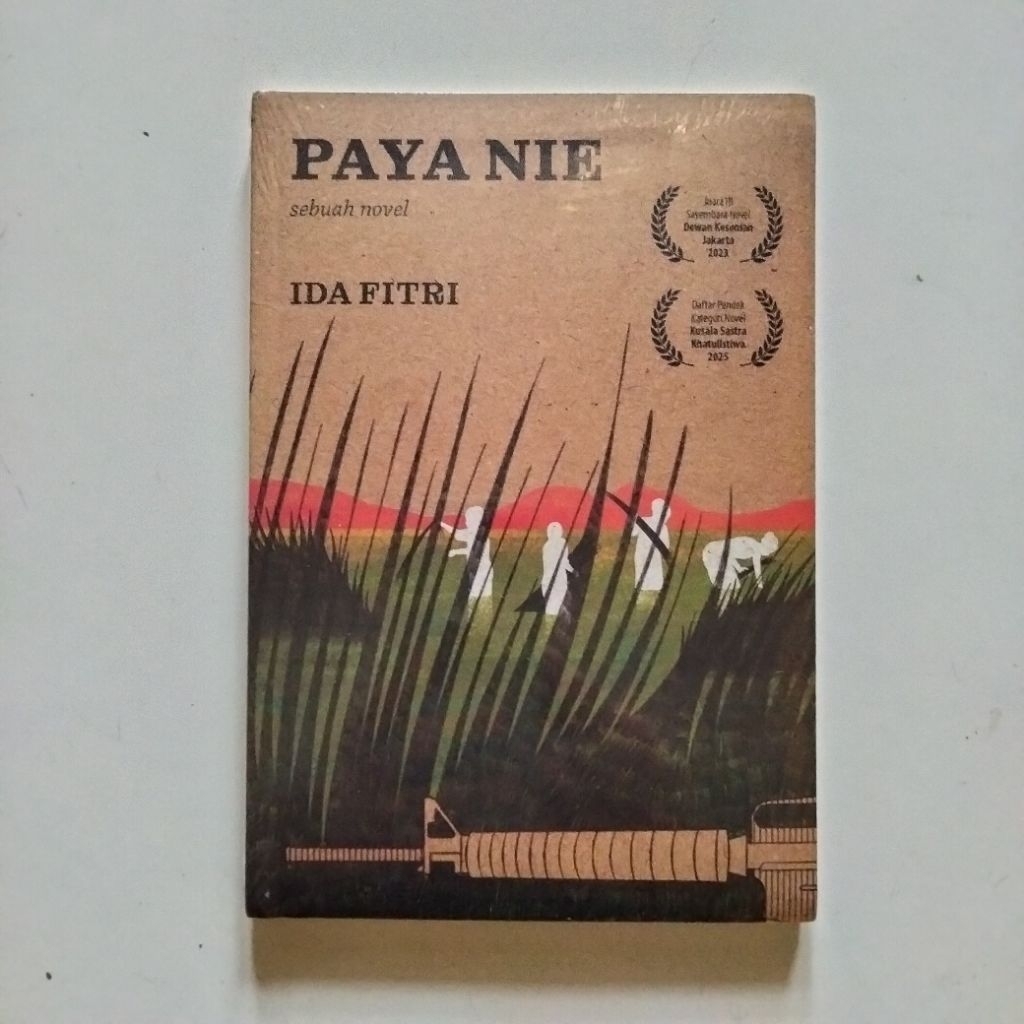 PAYA NIE
sebuah novel
IDA FITRI
Juara III
Sayembara Novel
Dewan Kesenian
Jakarta
2023
Daftar Pendek
Kategori Novel
Kusala Sastra
Khatulistiwa
2025